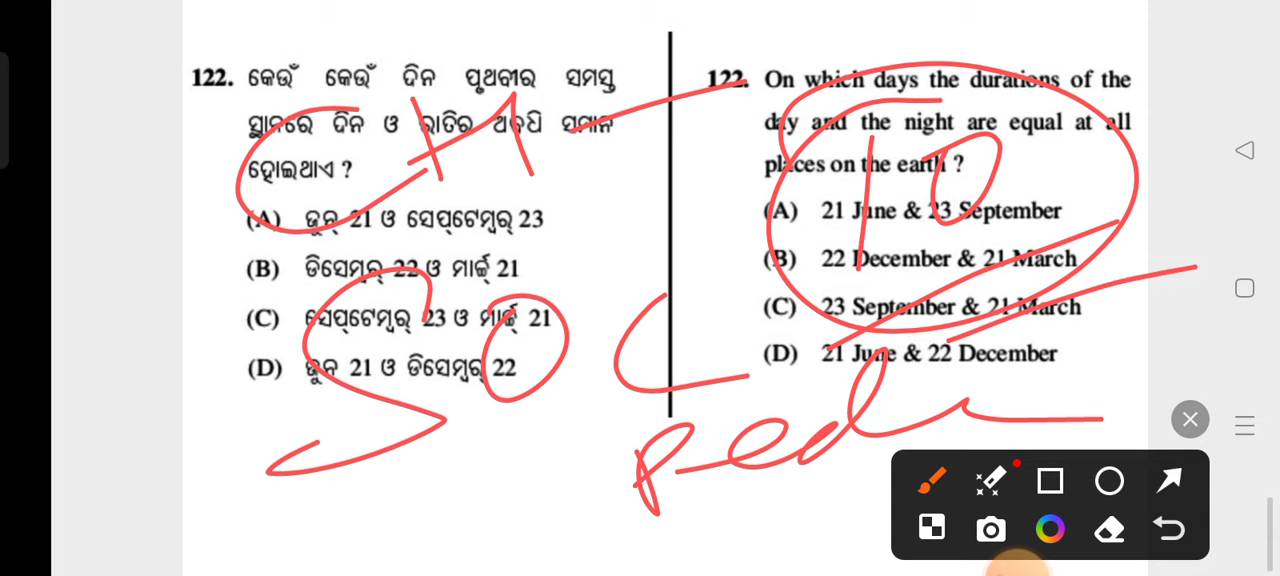 122. କେଉଁ କେଉଁ ଦିନ ପୃଥିବୀର ସମସ୍ତ
ସ୍ଥାନରେ ଦିନ ଓ ରାତିର ଅବଧି ସମାନ
ହୋଇଥାଏ ?
(A) ଜୁନ୍ 21 ଓ ସେପ୍ଟେମ୍ବର୍ 23
(B) ଡିସେମ୍ବର୍ 22 ଓ ମାର୍ଚ୍ଚ 21
(C) ସେପ୍ଟେମ୍ବର୍ 23 ଓ ମାର୍ଚ୍ଚ 21
(D) ଜୁନ୍ 21 ଓ ଡିସେମ୍ବର୍ 22
122. On which days the durations of the
day and the night are equal at all
places on the earth ?
(A) 21 June & 23 September
(B) 22 December & 21 March
(C) 23 September & 21 March
(D) 21 June & 22 December